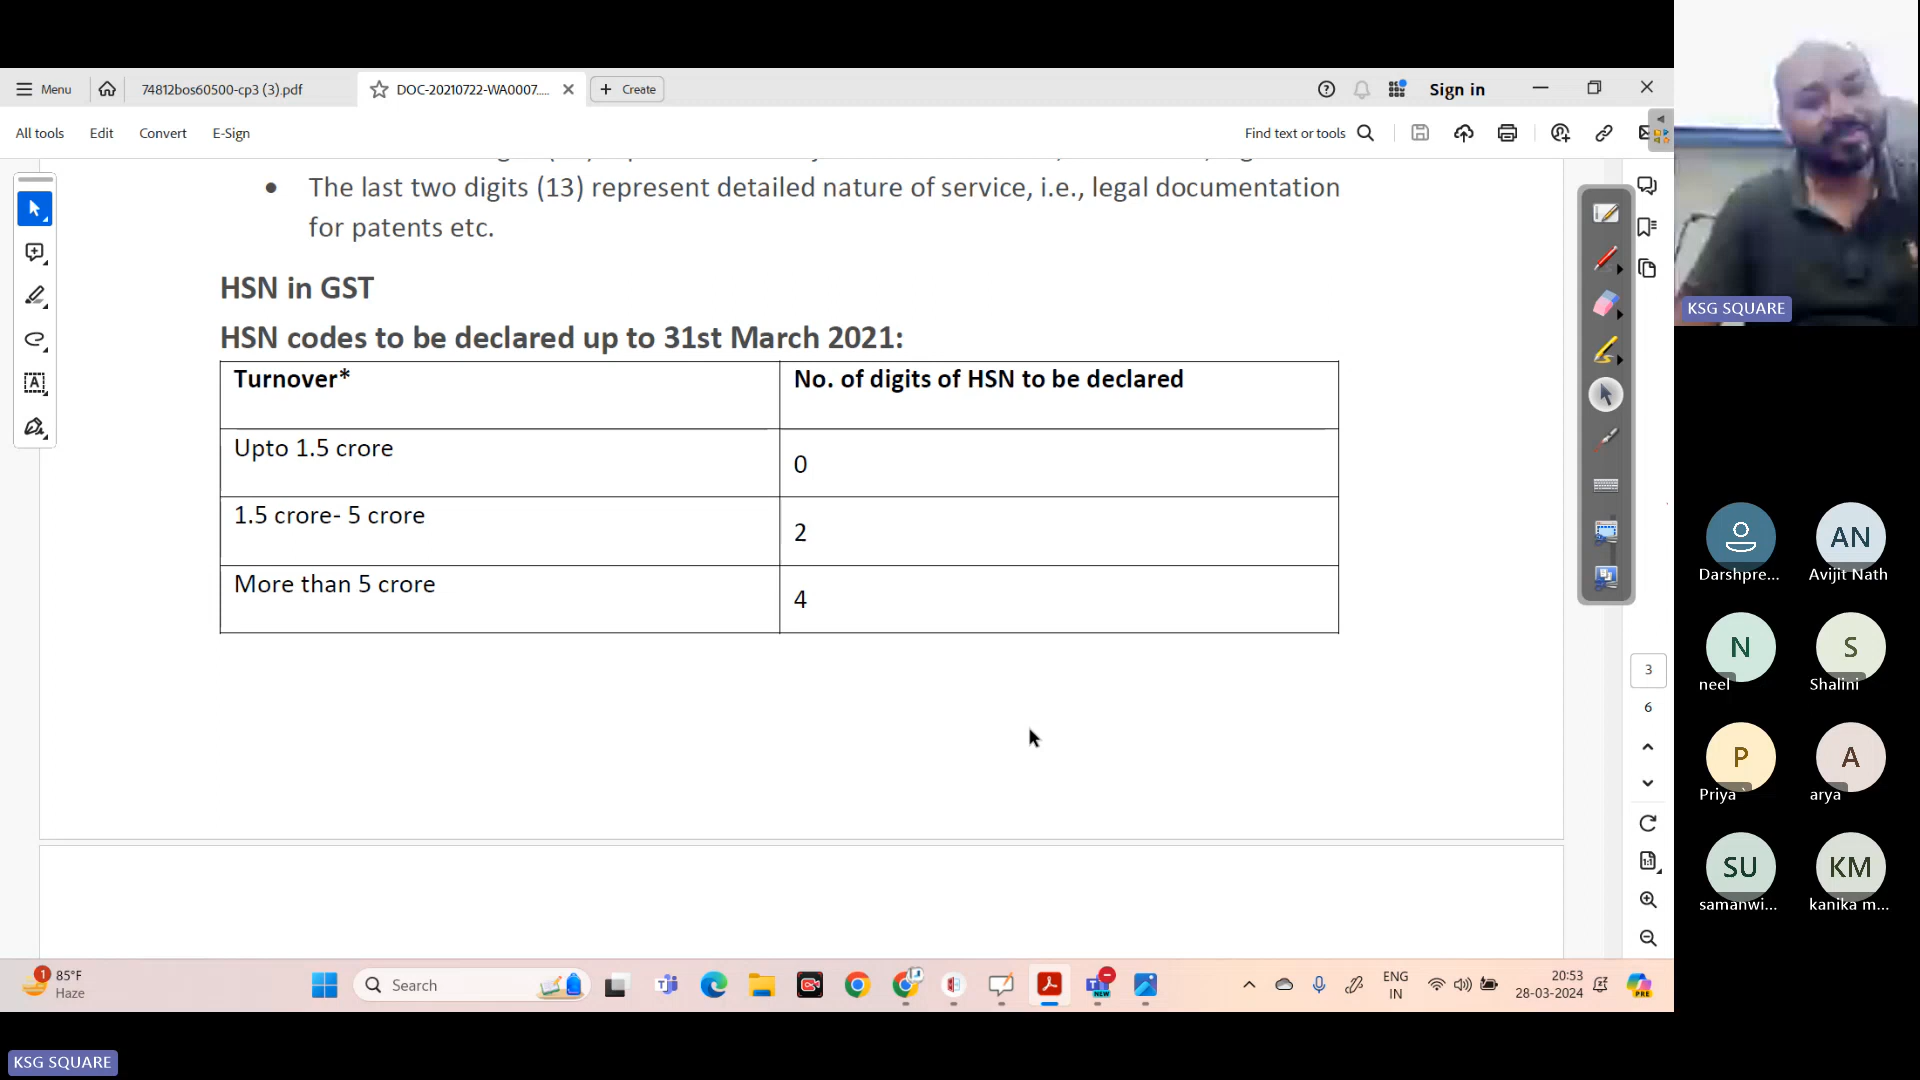 Menu
74812bos60500-cp3 (3).pdf
DOC-20210722-WA0007....
Create
Sign in
All tools
Edit
Convert
E-Sign
Find text or tools
• The last two digits (13) represent detailed nature of service, i.e., legal documentation
for patents etc.
HSN in GST
HSN codes to be declared up to 31st March 2021:
Turnover* No. of digits of HSN to be declared
Upto 1.5 crore 0
1.5 crore- 5 crore 2
More than 5 crore 4
3
6
KSG SQUARE
Darshpre...
AN
Avijit Nath
N
neel
S
Shalini
P
Priya `
A
arya
SU
samanwi...
KM
kanika m...
1
85°F
Haze
Search
NEW
ENG
IN
20:53
28-03-2024
PRE
KSG SQUARE